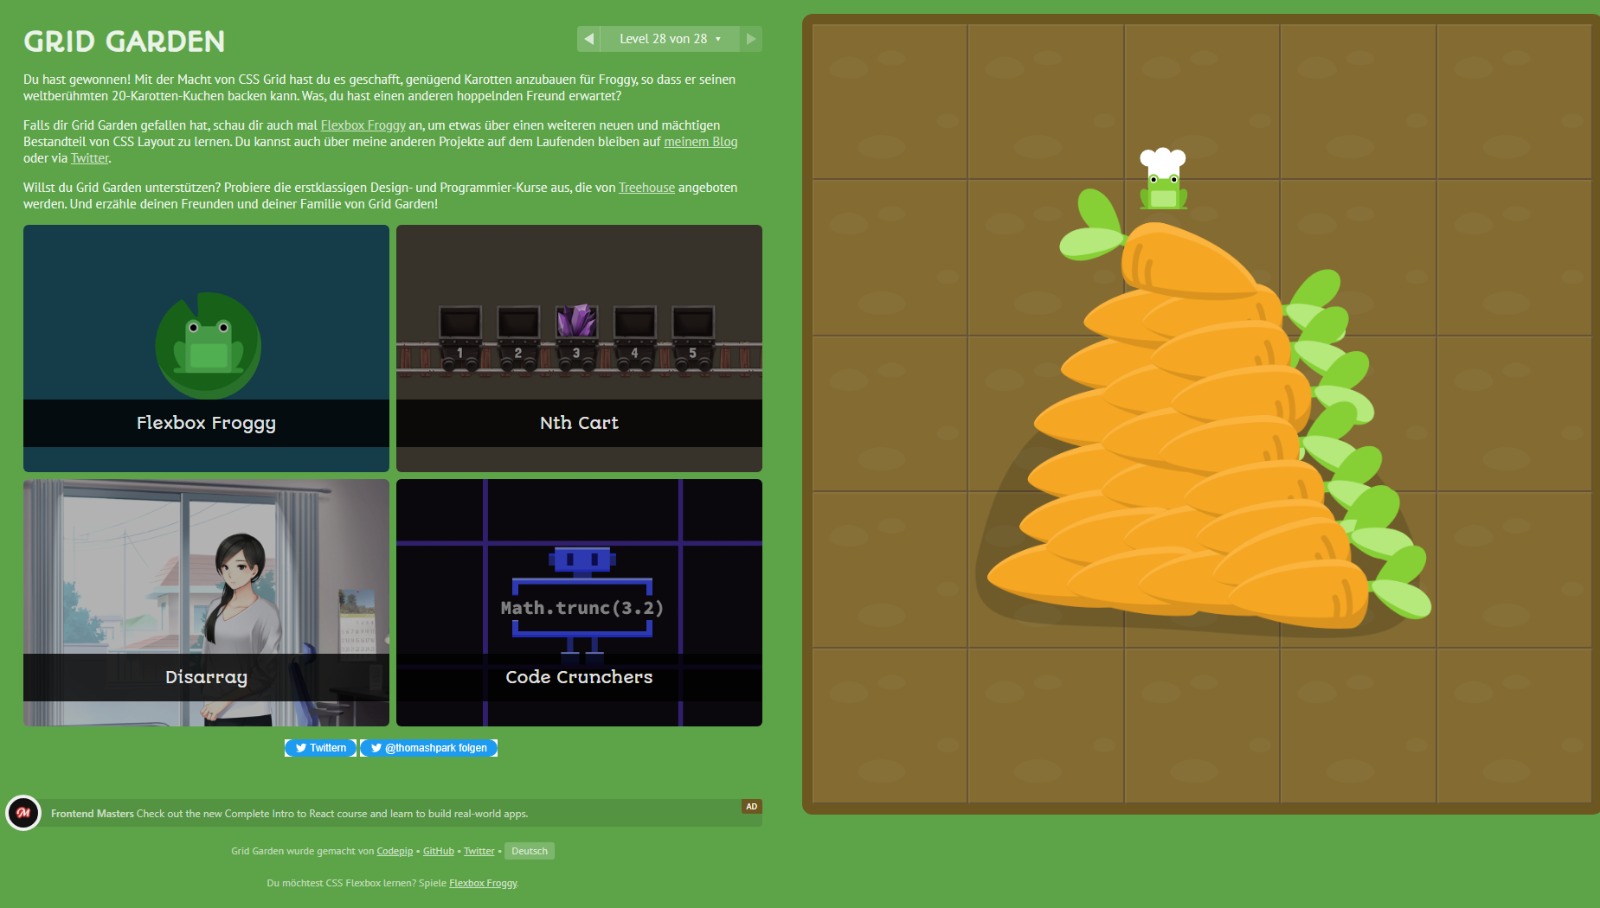 GRID GARDEN
Level 28 von 28
Du hast gewonnen! Mit der Macht von CSS Grid hast du es geschafft, genügend Karotten anzubauen für Froggy, so dass er seinen
weltberühmten 20-Karotten-Kuchen backen kann. Was, du hast einen anderen hoppelnden Freund erwartet?
Falls dir Grid Garden gefallen hat, schau dir auch mal Flexbox Froggy an, um etwas über einen weiteren neuen und mächtigen
Bestandteil von CSS Layout zu lernen. Du kannst auch über meine anderen Projekte auf dem Laufenden bleiben auf meinem Blog
oder via Twitter.
Willst du Grid Garden unterstützen? Probiere die erstklassigen Design- und Programmier-Kurse aus, die von Treehouse angeboten
werden. Und erzähle deinen Freunden und deiner Familie von Grid Garden!
Flexbox Froggy
1 2 3 4 5
Nth Cart
Disarray
Math.trunc(3.2)
Code Crunchers
Twittern
@thomashpark folgen
M
Frontend Masters Check out the new Complete Intro to React course and learn to build real-world apps.
AD
Grid Garden wurde gemacht von Codepip • GitHub • Twitter • Deutsch
Du möchtest CSS Flexbox lernen? Spiele Flexbox Froggy.